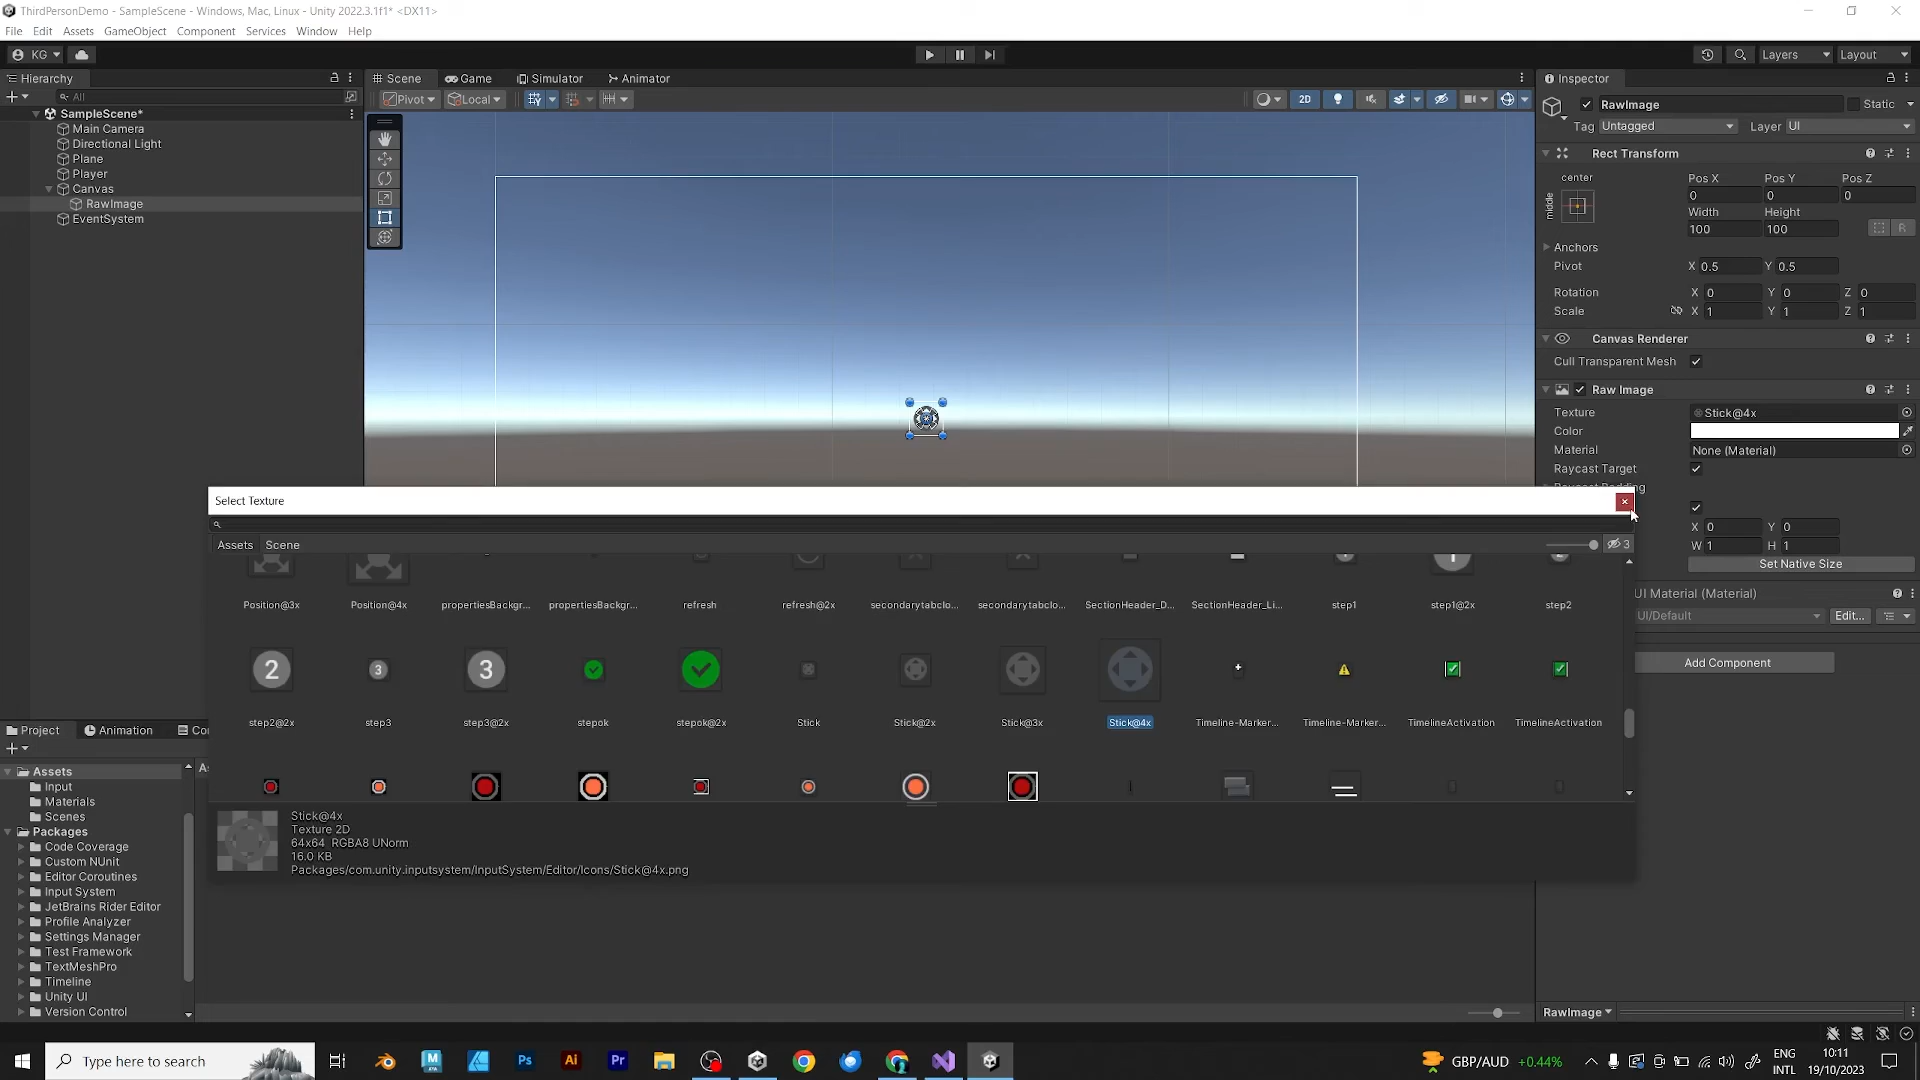 ThirdPersonDemo - SampleScene - Windows, Mac, Linux - Unity 2022.3.1f1* <DX11>
File Edit Assets GameObject Component Services Window Help
KG Layers Layout
Hierarchy
All
SampleScene*
Main Camera
Directional Light
Plane
Player
Canvas
RawImage
EventSystem
Scene Game Simulator Animator
Pivot Local 2D
Inspector
RawImage Static
Tag Untagged Layer UI
Rect Transform
center Pos X Pos Y Pos Z
middle 0 0 0
Width Height
100 100 R
Anchors
Pivot X 0.5 Y 0.5
Rotation X 0 Y 0 Z 0
Scale X 1 Y 1 Z 1
Canvas Renderer
Cull Transparent Mesh
Raw Image
Texture Stick@4x
Color
Material None (Material)
Raycast Target
X 0 Y 0
W 1 H 1
Set Native Size
UI Material (Material)
UI/Default Edit...
Add Component
RawImage
Select Texture
Assets Scene 3
Position@3x Position@4x propertiesBackgr... propertiesBackgr... refresh refresh@2x secondarytabclo... secondarytabclo... SectionHeader_D... SectionHeader_Li... step1 step1@2x step2
2 3 3
step2@2x step3 step3@2x stepok stepok@2x Stick Stick@2x Stick@3x Stick@4x Timeline-Marker... Timeline-Marker... TimelineActivation TimelineActivation
Stick@4x
Texture 2D
64x64 RGBA8 UNorm
16.0 KB
Packages/com.unity.inputsystem/InputSystem/Editor/Icons/Stick@4x.png
Project Animation Co
Assets
Input
Materials
Scenes
Packages
Code Coverage
Custom NUnit
Editor Coroutines
Input System
JetBrains Rider Editor
Profile Analyzer
Settings Manager
Test Framework
TextMeshPro
Timeline
Unity UI
Version Control
Type here to search
GBP/AUD +0.44%
ENG
INTL
10:11
19/10/2023